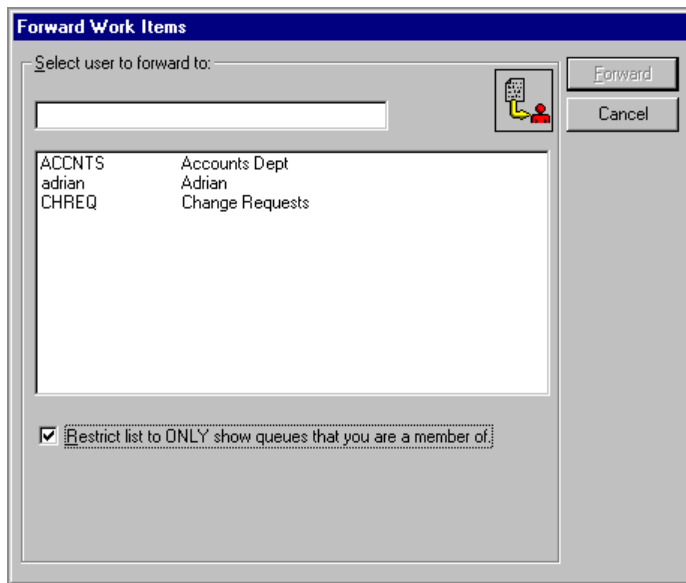 Forward Work Items
Select user to forward to:
Forward
Cancel
ACCNTS Accounts Dept
adrian Adrian
CHREQ Change Requests
Restrict list to ONLY show queues that you are a member of.